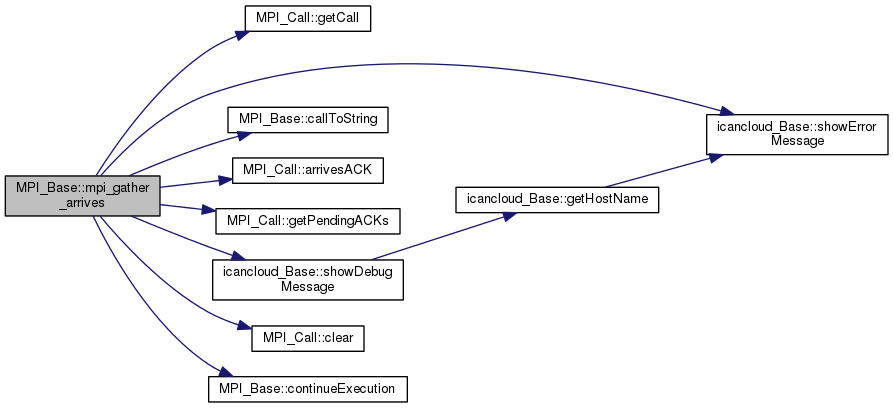 MPI_Call::getCall
MPI_Base::callToString
icancloud_Base::showError
Message
MPI_Call::arrivesACK
MPI_Base::mpi_gather
_arrives
icancloud_Base::getHostName
MPI_Call::getPendingACKs
icancloud_Base::showDebug
Message
MPI_Call::clear
MPI_Base::continueExecution